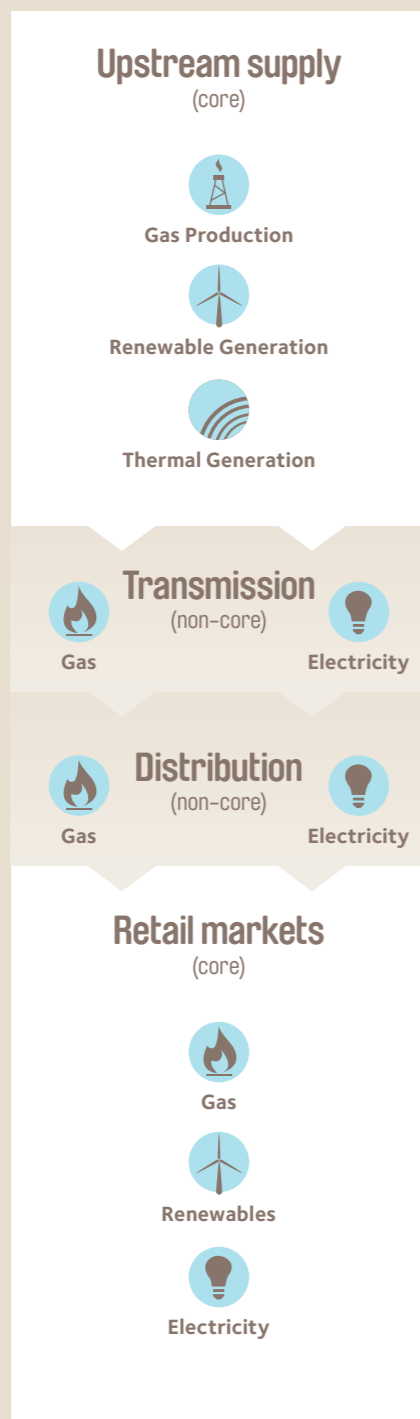 Upstream supply
(core)
Gas Production
Renewable Generation
Thermal Generation
Transmission
(non-core)
Gas
Electricity
Distribution
(non-core)
Gas
Electricity
Retail markets
(core)
Gas
Renewables
Electricity